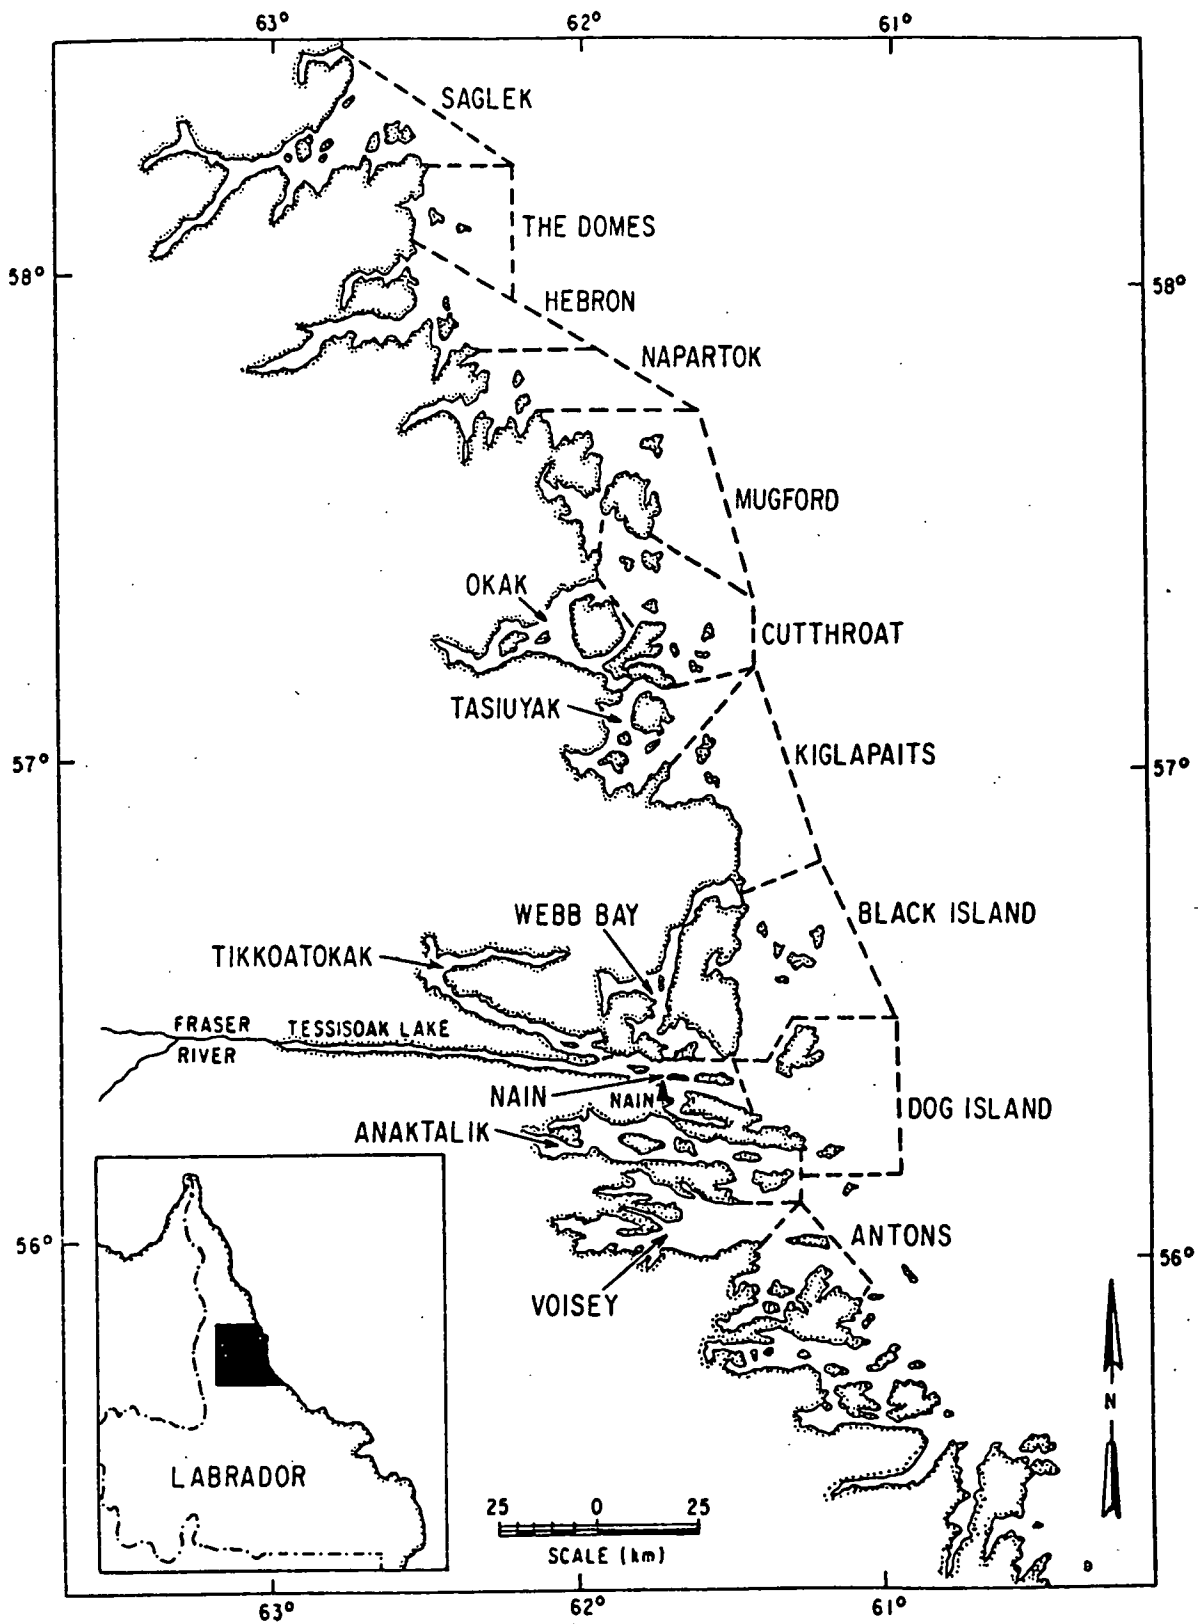 63° 62° 61°
SAGLEK
THE DOMES
58° 58°
HEBRON
NAPARTOK
MUGFORD
OKAK
CUTTHROAT
TASIUYAK
KIGLAPAITS
57° 57°
WEBB BAY
BLACK ISLAND
TIKKOATOKAK
FRASER
RIVER
TESSISOAK LAKE
NAIN
NAIN
DOG ISLAND
ANAKTALIK
ANTONS
56° 56°
VOISEY
N
LABRADOR
25 0 25
SCALE (km)
63° 62° 61°